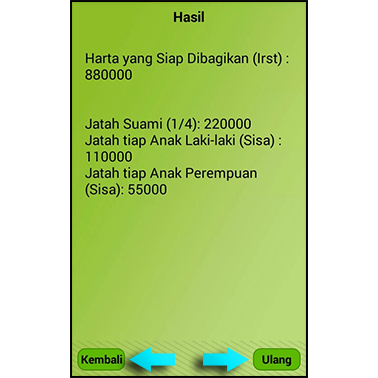 Hasil
Harta yang Siap Dibagikan (Irst) :
880000
Jatah Suami (1/4): 220000
Jatah tiap Anak Laki-laki (Sisa) :
110000
Jatah tiap Anak Perempuan
(Sisa): 55000
Kembali
Ulang